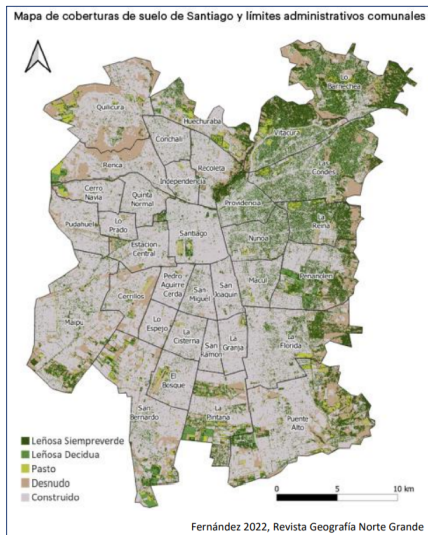 Mapa de coberturas de suelo de Santiago y límites administrativos comunales
Lo
Barnechea
Quilicura
Huechuraba
Vitacura
Conchalí
Renca
Recoleta
Las
Condes
Independencia
Cerro
Navia
Quinta
Normal
Providencia
La
Reina
Pudahuel
Lo
Prado
Santiago
Ñuñoa
Estación
Central
Peñalolén
Pedro
Aguirre
Cerda
San
Joaquín
Macul
San
Miguel
Cerrillos
Maipú
Lo
Espejo
La
Cisterna
La
Granja
La
Florida
San
Ramón
El
Bosque
San
Bernardo
La
Pintana
Puente
Alto
Leñosa Siempreverde
Leñosa Decidua
Pasto
Desnudo
Construido
0 5 10 km
Fernández 2022, Revista Geografía Norte Grande